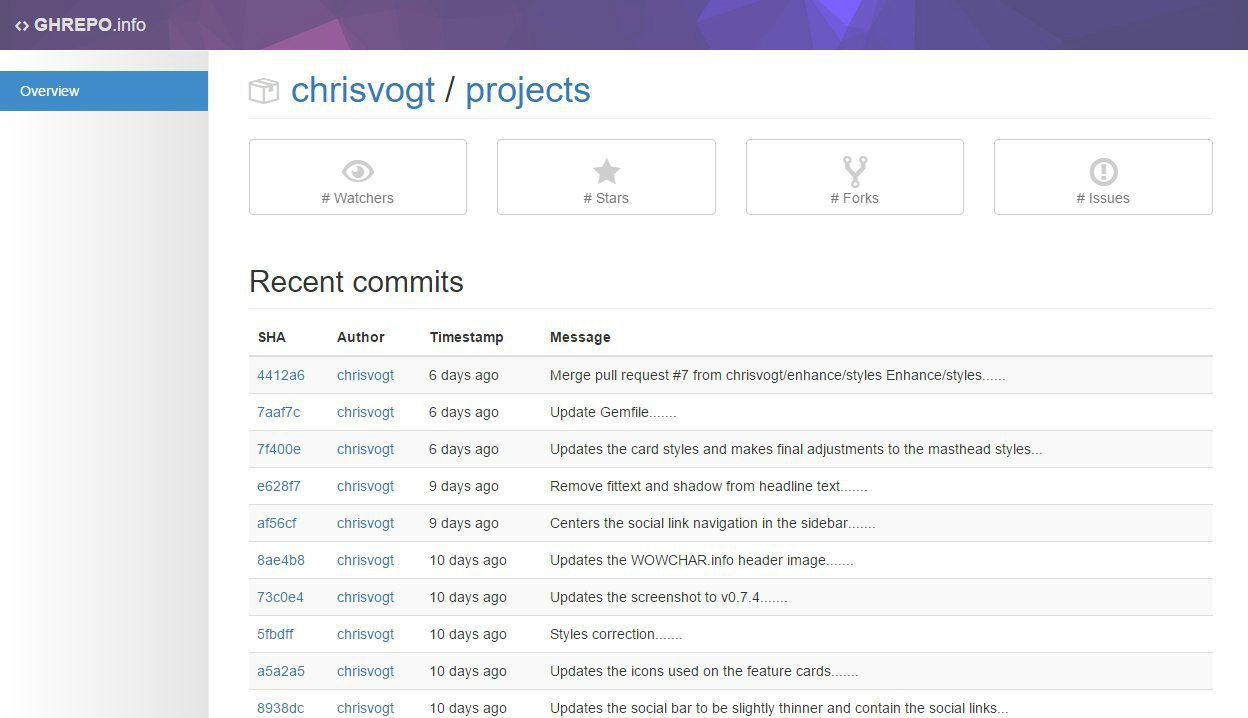 <> GHREPO.info
Overview
chrisvogt / projects
# Watchers
# Stars
# Forks
# Issues
Recent commits
SHA Author Timestamp Message
4412a6 chrisvogt 6 days ago Merge pull request #7 from chrisvogt/enhance/styles Enhance/styles......
7aaf7c chrisvogt 6 days ago Update Gemfile.......
7f400e chrisvogt 6 days ago Updates the card styles and makes final adjustments to the masthead styles...
e628f7 chrisvogt 9 days ago Remove fittext and shadow from headline text.......
af56cf chrisvogt 9 days ago Centers the social link navigation in the sidebar.......
8ae4b8 chrisvogt 10 days ago Updates the WOWCHAR.info header image.......
73c0e4 chrisvogt 10 days ago Updates the screenshot to v0.7.4.......
5fbdff chrisvogt 10 days ago Styles correction.......
a5a2a5 chrisvogt 10 days ago Updates the icons used on the feature cards.......
8938dc chrisvogt 10 days ago Updates the social bar to be slightly thinner and contain the social links...